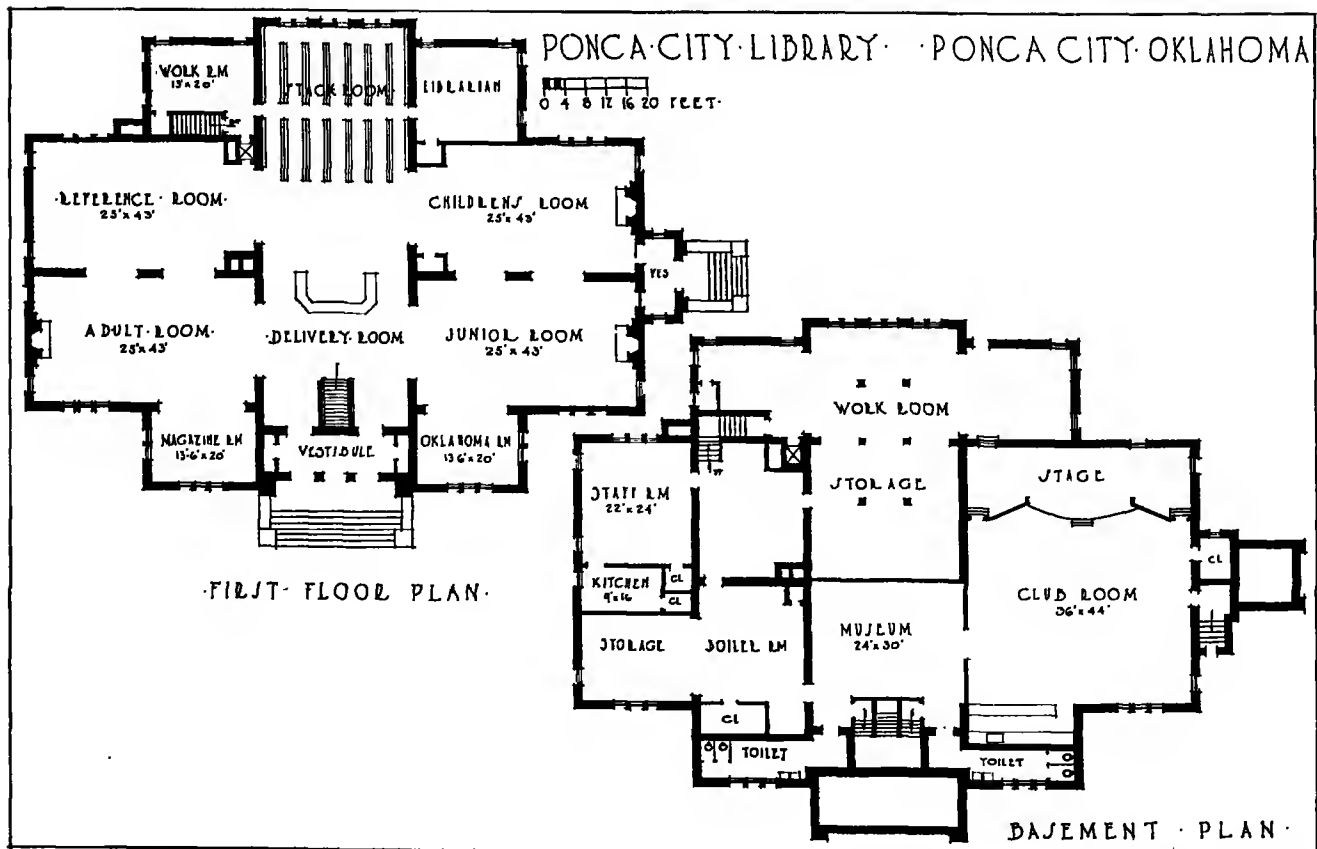 PONCA·CITY·LIBRARY· ·PONCA CITY·OKLAHOMA
0 4 8 12 16 20 FEET·
·WORK RM
13'x20'
STACK ROOM
LIBRARIAN
UP
·REFERENCE·ROOM·
25'x43'
CHILDRENS ROOM
25'x43'
VES
ADULT·ROOM·
25'x43'
·DELIVERY·ROOM
JUNIOR ROOM
25'x43'
MAGAZINE RM
13'-6"x20'
VESTIBULE
OKLAHOMA RM
13'6"x20'
·FIRST·FLOOR PLAN·
WORK ROOM
STORAGE
STAGE
STAFF RM
22'x24'
KITCHEN
9'x16
CL
CL
CL
CLUB ROOM
36'x44'
MUSEUM
24'x30'
STORAGE
BOILER RM
CL
TOILET
TOILET
BASEMENT·PLAN·